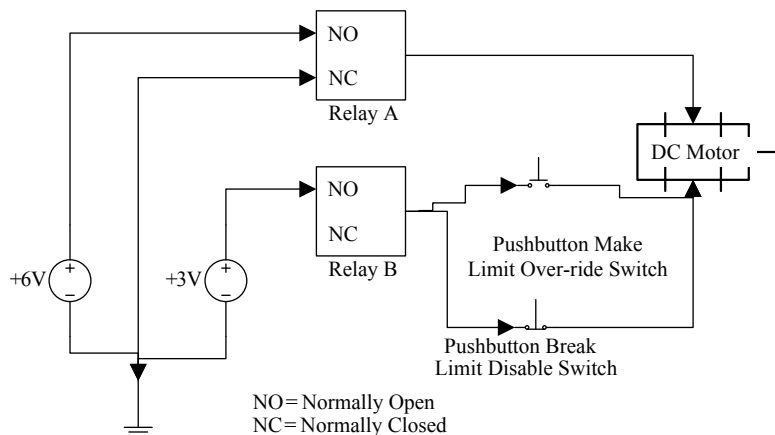 NO
NC
Relay A
DC Motor
NO
NC
Relay B
+6V
+
−
+3V
+
−
Pushbutton Make
Limit Over-ride Switch
Pushbutton Break
Limit Disable Switch
NO= Normally Open
NC= Normally Closed